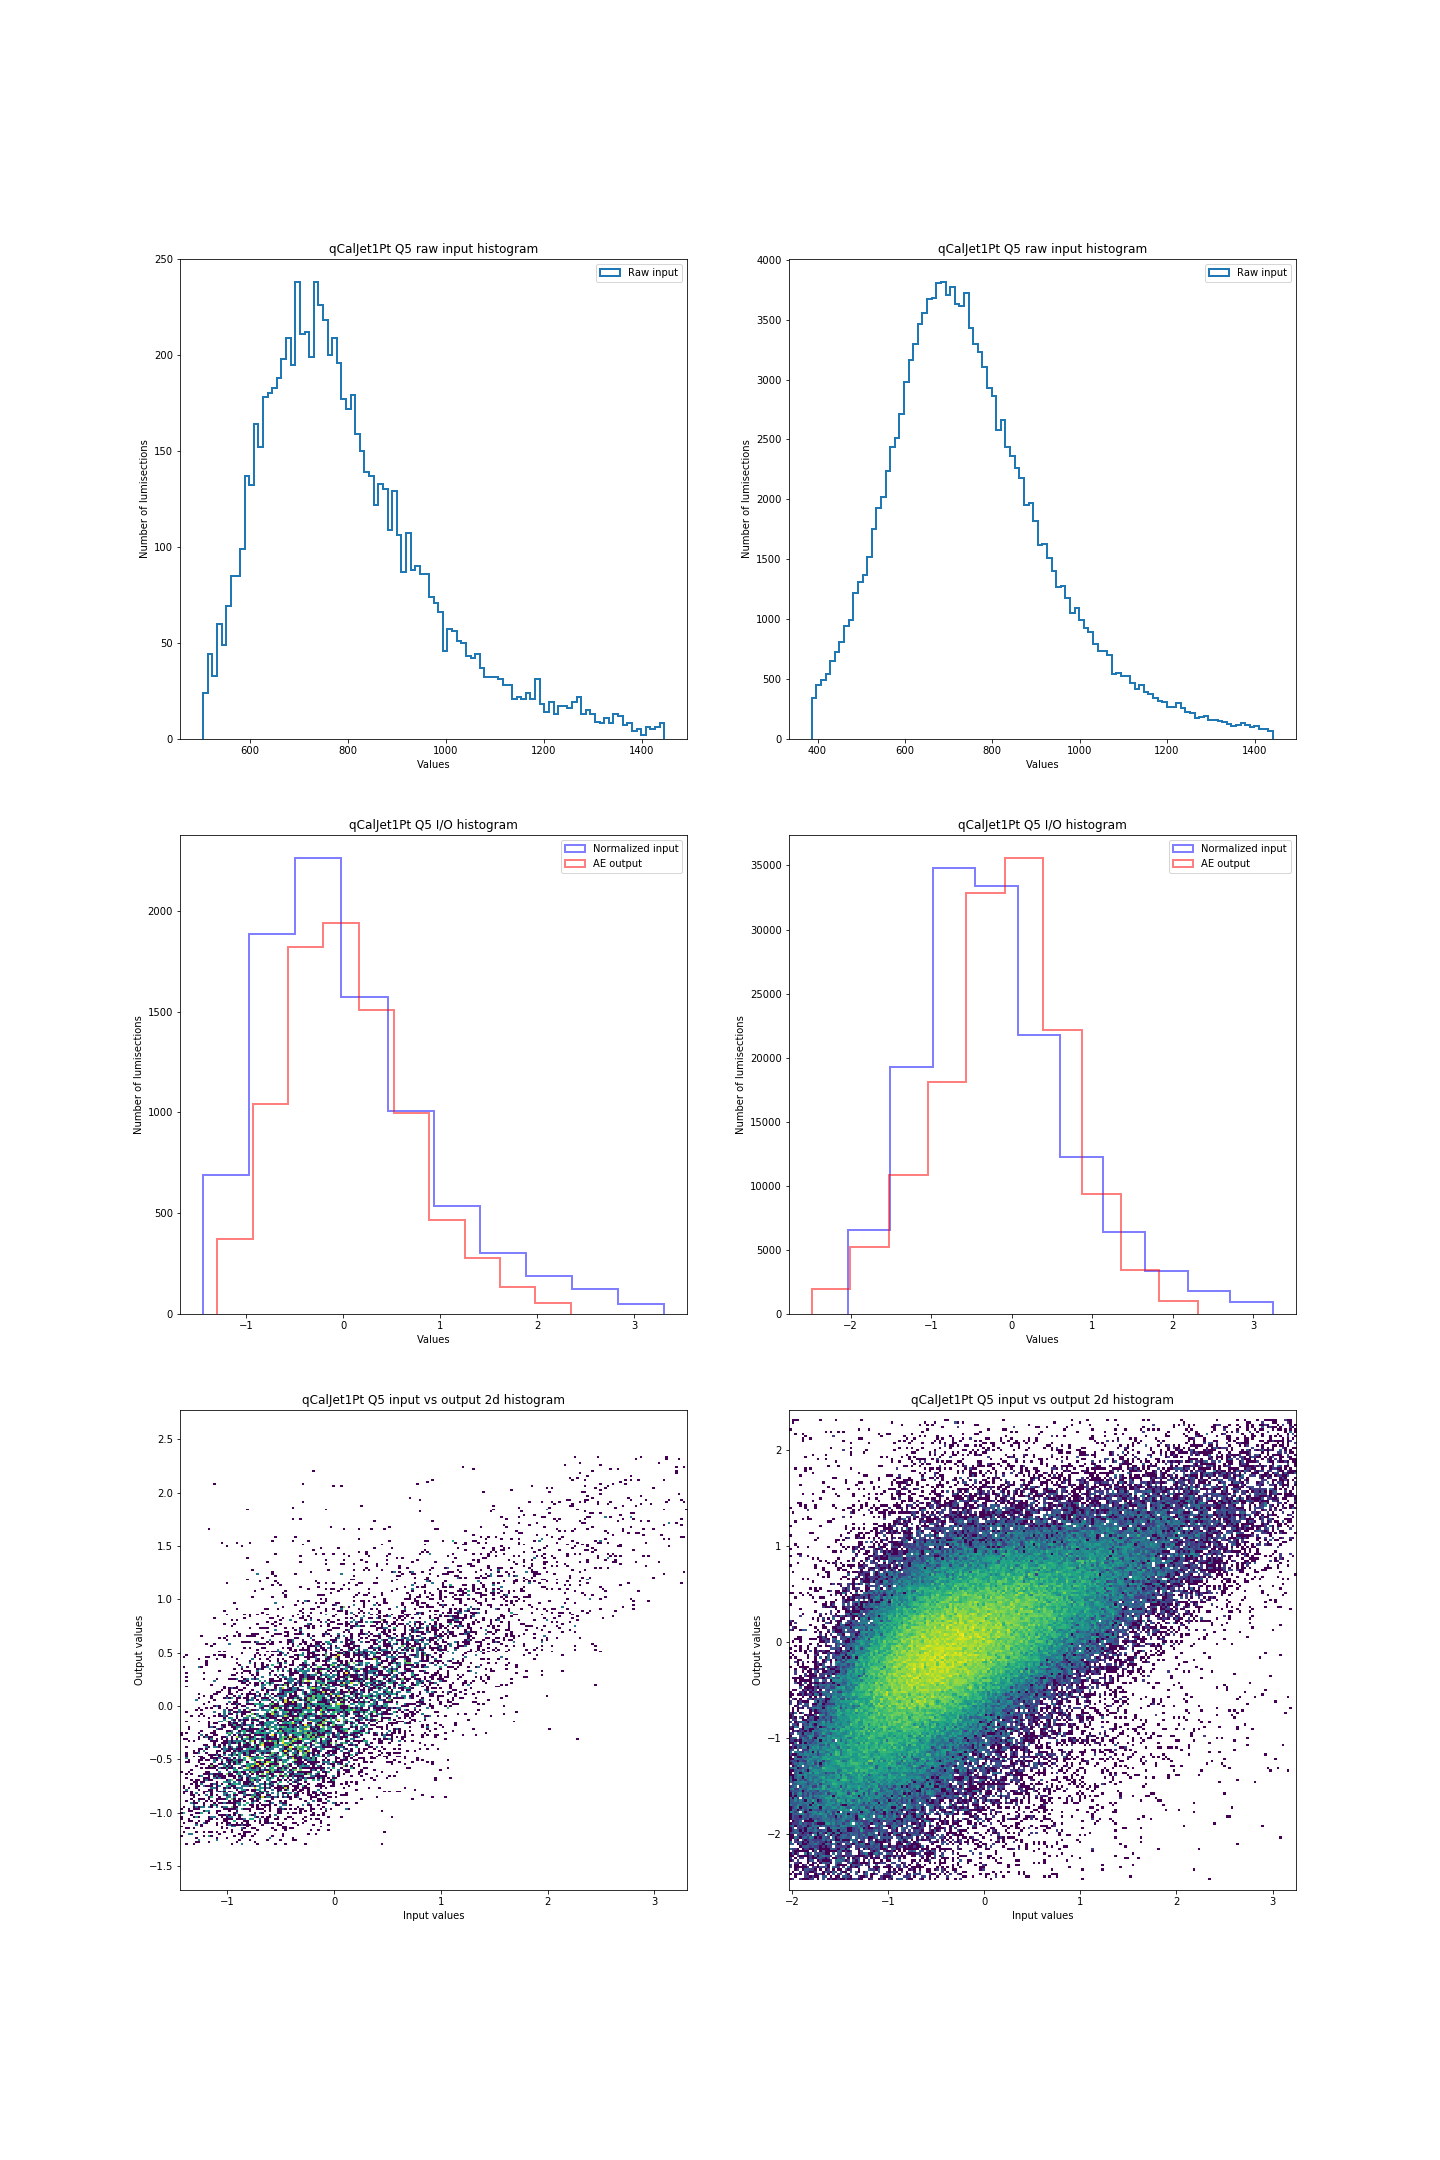 qCalJet1Pt Q5 raw input histogram
Raw input
250
200
150
100
50
0
Number of lumisections
600 800 1000 1200 1400
Values
qCalJet1Pt Q5 raw input histogram
Raw input
4000
3500
3000
2500
2000
1500
1000
500
0
Number of lumisections
400 600 800 1000 1200 1400
Values
qCalJet1Pt Q5 I/O histogram
Normalized input
AE output
2000
1500
1000
500
0
Number of lumisections
−1 0 1 2 3
Values
qCalJet1Pt Q5 I/O histogram
Normalized input
AE output
35000
30000
25000
20000
15000
10000
5000
0
Number of lumisections
−2 −1 0 1 2 3
Values
qCalJet1Pt Q5 input vs output 2d histogram
2.5
2.0
1.5
1.0
0.5
0.0
−0.5
−1.0
−1.5
Output values
−1 0 1 2 3
Input values
qCalJet1Pt Q5 input vs output 2d histogram
2
1
0
−1
−2
Output values
−2 −1 0 1 2 3
Input values